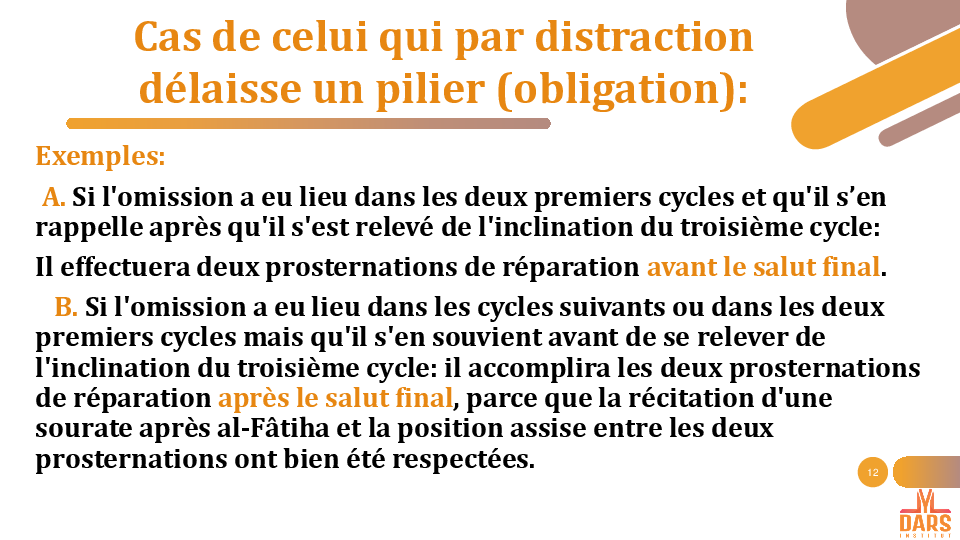 Cas de celui qui par distraction
délaisse un pilier (obligation):
Exemples:
A. Si l'omission a eu lieu dans les deux premiers cycles et qu'il s’en
rappelle après qu'il s'est relevé de l'inclination du troisième cycle:
Il effectuera deux prosternations de réparation avant le salut final.
B. Si l'omission a eu lieu dans les cycles suivants ou dans les deux
premiers cycles mais qu'il s'en souvient avant de se relever de
l'inclination du troisième cycle: il accomplira les deux prosternations
de réparation après le salut final, parce que la récitation d'une
sourate après al-Fâtiha et la position assise entre les deux
prosternations ont bien été respectées.
12
DARS
INSTITUT